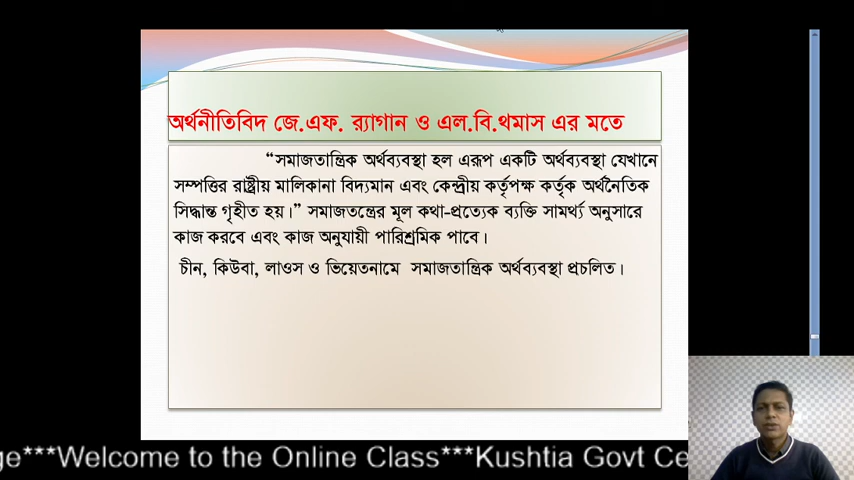 অর্থনীতিবিদ জে.এফ. র‍্যাগান ও এল.বি.থমাস এর মতে
“সমাজতান্ত্রিক অর্থব্যবস্থা হল এরূপ একটি অর্থব্যবস্থা যেখানে
সম্পত্তির রাষ্ট্রীয় মালিকানা বিদ্যমান এবং কেন্দ্রীয় কর্তৃপক্ষ কর্তৃক অর্থনৈতিক
সিদ্ধান্ত গৃহীত হয়।” সমাজতন্ত্রের মূল কথা-প্রত্যেক ব্যক্তি সামর্থ্য অনুসারে
কাজ করবে এবং কাজ অনুযায়ী পারিশ্রমিক পাবে।
চীন, কিউবা, লাওস ও ভিয়েতনামে সমাজতান্ত্রিক অর্থব্যবস্থা প্রচলিত।
ge***Welcome to the Online Class***Kushtia Govt Ce